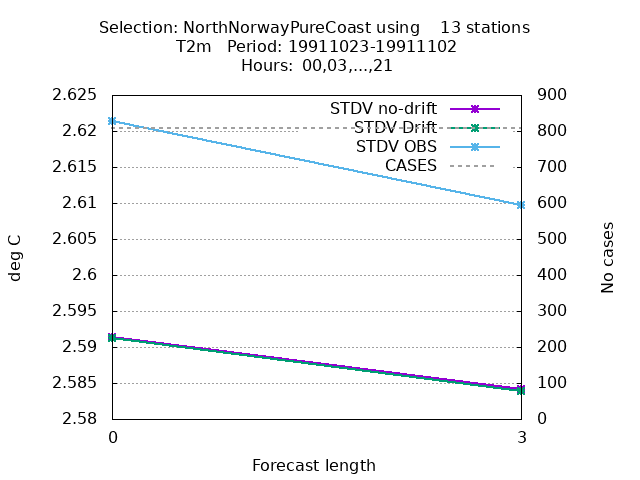 Selection: NorthNorwayPureCoast using    13 stations
T2m   Period: 19911023-19911102
Hours:  00,03,...,21
2.625
2.62
2.615
2.61
2.605
2.6
2.595
2.59
2.585
2.58
deg C
STDV no-drift
STDV Drift
STDV OBS
CASES
900
800
700
600
500
400
300
200
100
0
No cases
0
3
Forecast length